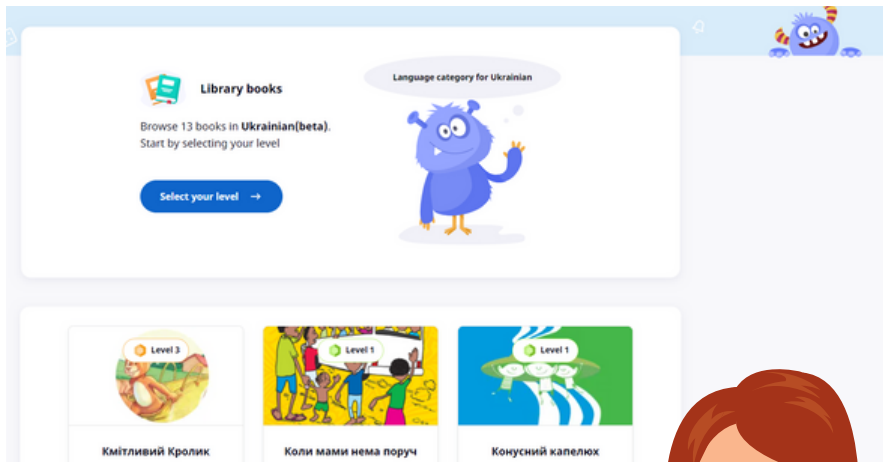 Library books
Browse 13 books in Ukrainian(beta).
Start by selecting your level
Select your level
Language category for Ukrainian
Level 3
Level 1
Level 1
Кмітливий Кролик
Коли мами нема поруч
Конусний капелюх